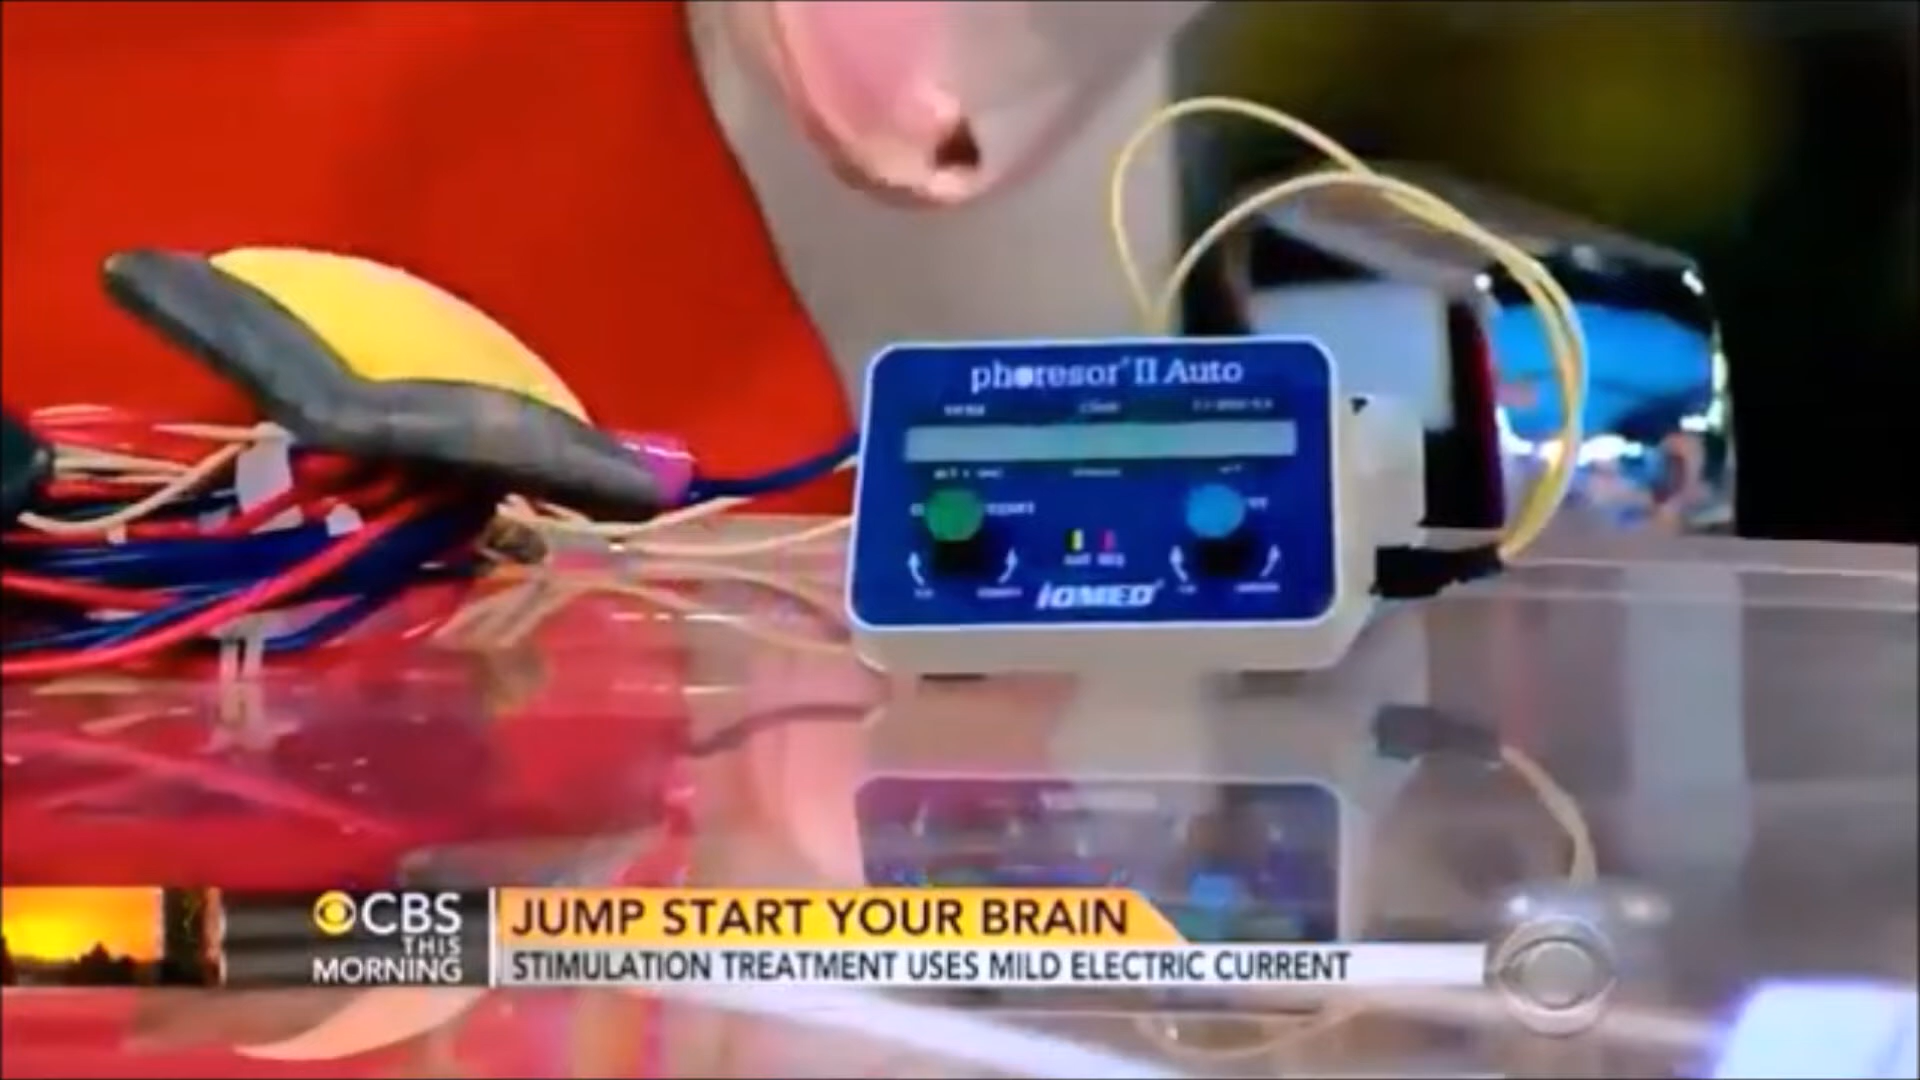 phoresor® II Auto
iOMED®
CBS
THIS
MORNING
JUMP START YOUR BRAIN
STIMULATION TREATMENT USES MILD ELECTRIC CURRENT